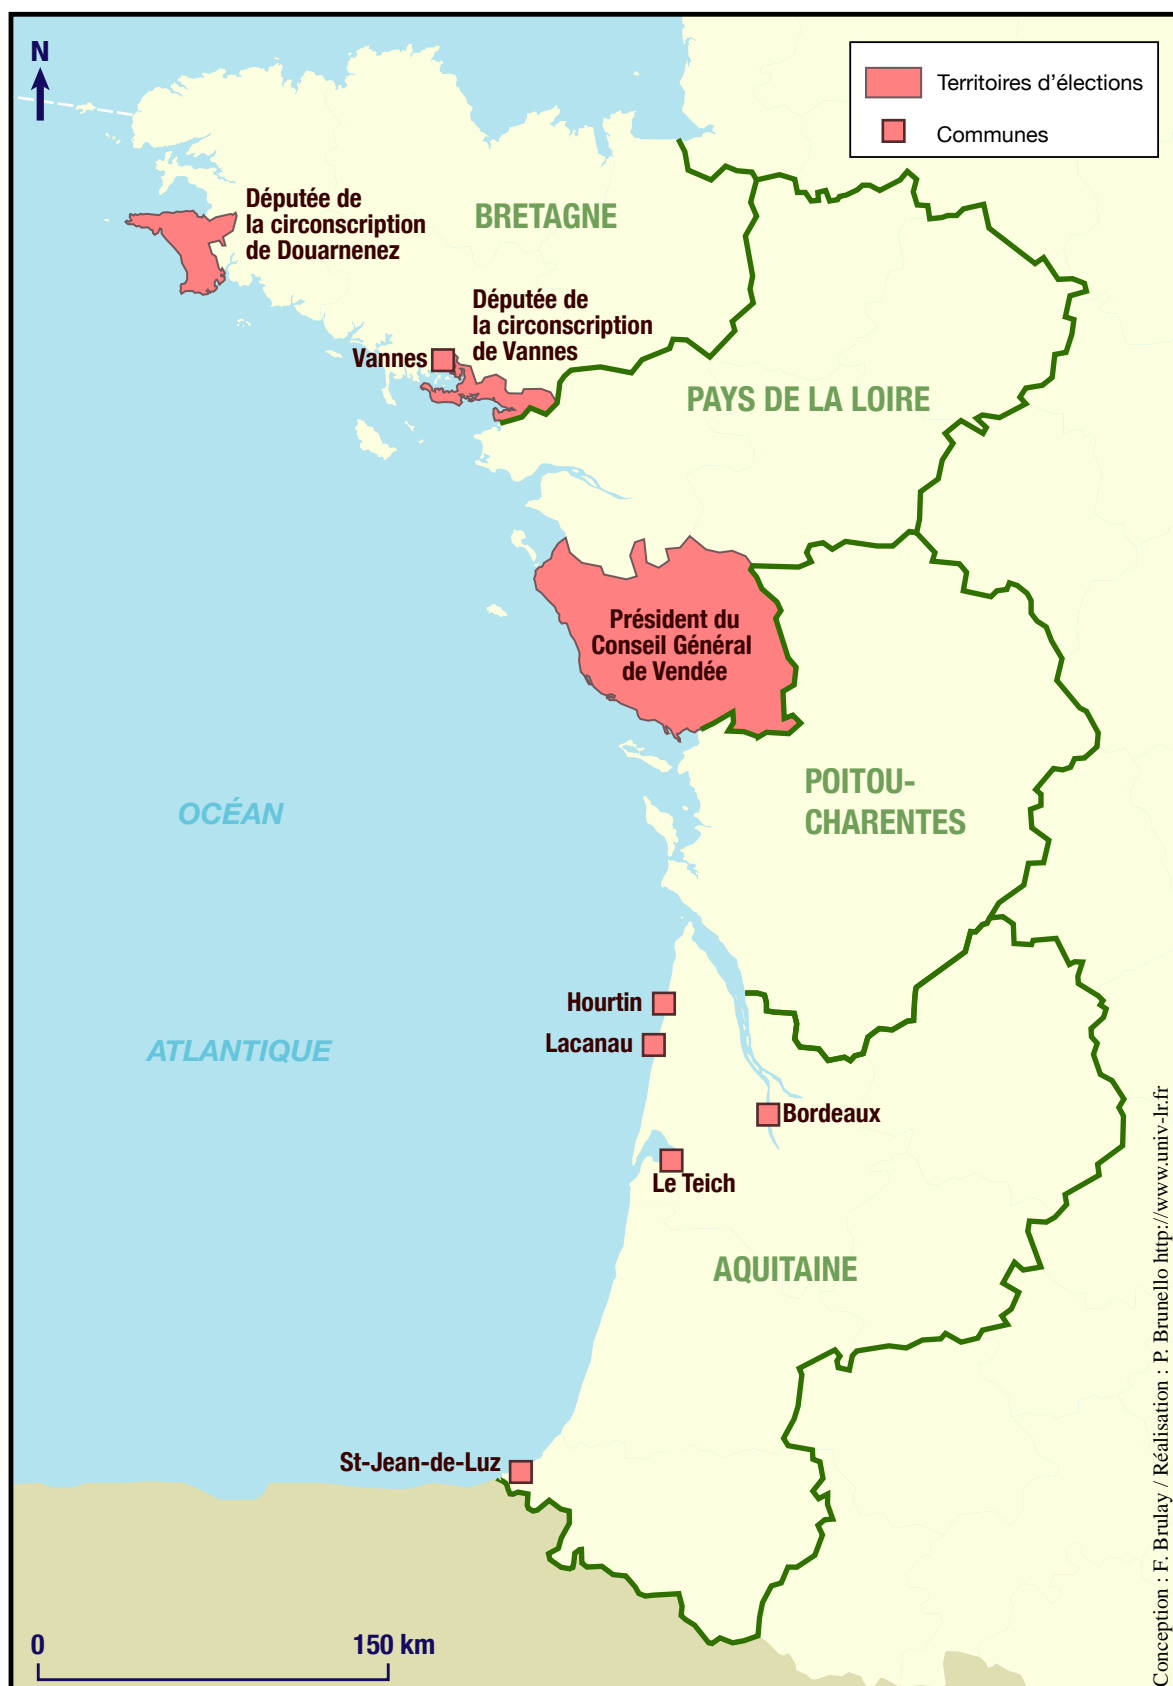 N
Territoires d'élections
Communes
Députée de
la circonscription
de Douarnenez
BRETAGNE
Députée de
la circonscription
de Vannes
Vannes
PAYS DE LA LOIRE
Président du
Conseil Général
de Vendée
POITOU-
CHARENTES
OCÉAN
ATLANTIQUE
Hourtin
Lacanau
Bordeaux
Le Teich
AQUITAINE
St-Jean-de-Luz
0
150 km
Conception : F. Brulay / Réalisation : P. Brunello http://www.univ-lr.fr